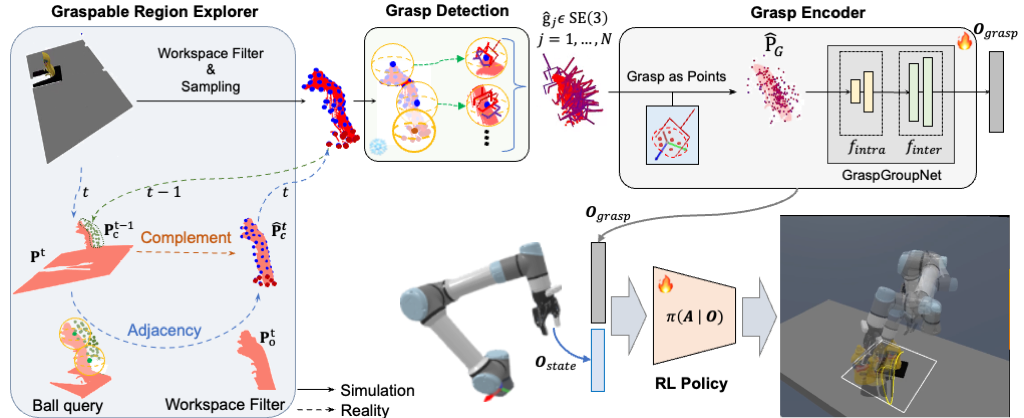 Graspable Region Explorer
Workspace Filter
&
Sampling
t
t − 1
t
P_c^{t-1}
P^t
Complement
P̂_c^t
Adjacency
P_o^t
Ball query
Workspace Filter
Simulation
Reality
Grasp Detection
ĝ_j ϵ SE(3)
j = 1, …, N
Grasp Encoder
Grasp as Points
P̂_G
f_intra
f_inter
GraspGroupNet
O_grasp
O_grasp
O_state
π(A | O)
RL Policy